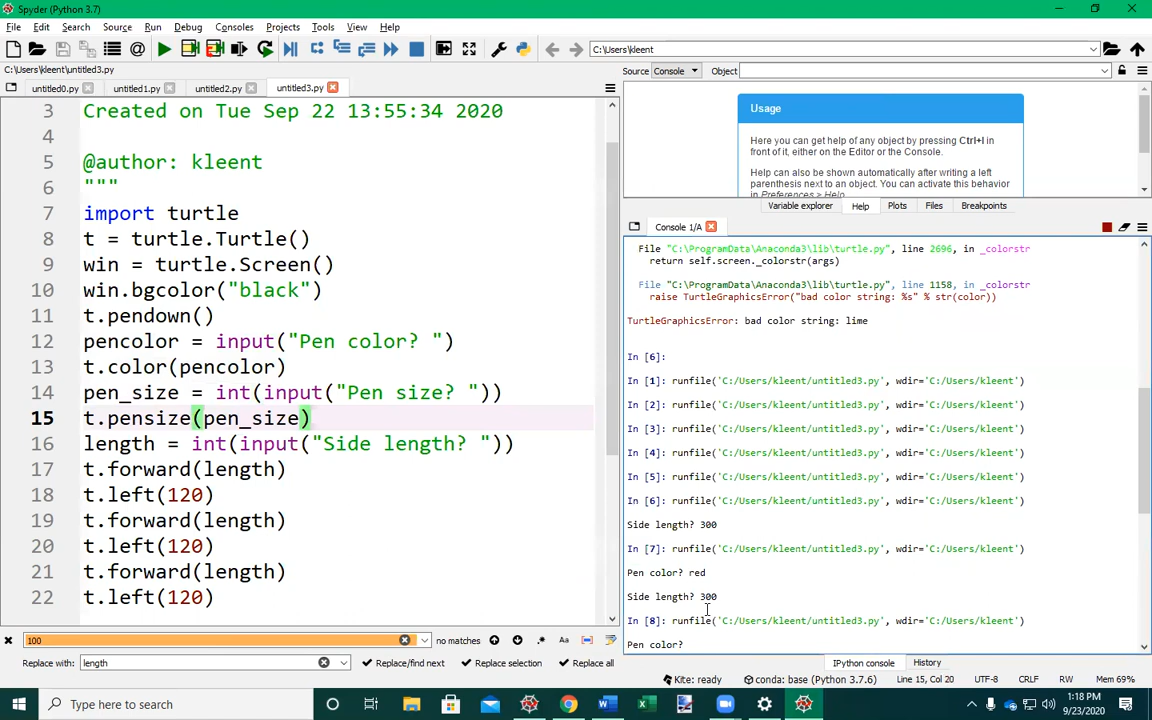 Spyder (Python 3.7)
File Edit Search Source Run Debug Consoles Projects Tools View Help
C:\Users\kleent
C:\Users\kleent\untitled3.py
untitled0.py untitled1.py untitled2.py untitled3.py
3 Created on Tue Sep 22 13:55:34 2020
4
5 @author: kleent
6 """
7 import turtle
8 t = turtle.Turtle()
9 win = turtle.Screen()
10 win.bgcolor("black")
11 t.pendown()
12 pencolor = input("Pen color? ")
13 t.color(pencolor)
14 pen_size = int(input("Pen size? "))
15 t.pensize(pen_size)
16 length = int(input("Side length? "))
17 t.forward(length)
18 t.left(120)
19 t.forward(length)
20 t.left(120)
21 t.forward(length)
22 t.left(120)
100 no matches Aa
Replace with: length Replace/find next Replace selection Replace all
Source Console Object
Usage
Here you can get help of any object by pressing Ctrl+I in
front of it, either on the Editor or the Console.
Help can also be shown automatically after writing a left
parenthesis next to an object. You can activate this behavior
in Preferences > Help.
Variable explorer Help Plots Files Breakpoints
Console 1/A
File "C:\ProgramData\Anaconda3\lib\turtle.py", line 2696, in _colorstr
return self.screen._colorstr(args)
File "C:\ProgramData\Anaconda3\lib\turtle.py", line 1158, in _colorstr
raise TurtleGraphicsError("bad color string: %s" % str(color))
TurtleGraphicsError: bad color string: lime
In [6]:
In [1]: runfile('C:/Users/kleent/untitled3.py', wdir='C:/Users/kleent')
In [2]: runfile('C:/Users/kleent/untitled3.py', wdir='C:/Users/kleent')
In [3]: runfile('C:/Users/kleent/untitled3.py', wdir='C:/Users/kleent')
In [4]: runfile('C:/Users/kleent/untitled3.py', wdir='C:/Users/kleent')
In [5]: runfile('C:/Users/kleent/untitled3.py', wdir='C:/Users/kleent')
In [6]: runfile('C:/Users/kleent/untitled3.py', wdir='C:/Users/kleent')
Side length? 300
In [7]: runfile('C:/Users/kleent/untitled3.py', wdir='C:/Users/kleent')
Pen color? red
Side length? 300
In [8]: runfile('C:/Users/kleent/untitled3.py', wdir='C:/Users/kleent')
Pen color?
IPython console History
Kite: ready conda: base (Python 3.7.6) Line 15, Col 20 UTF-8 CRLF RW Mem 69%
Type here to search
1:18 PM
9/23/2020